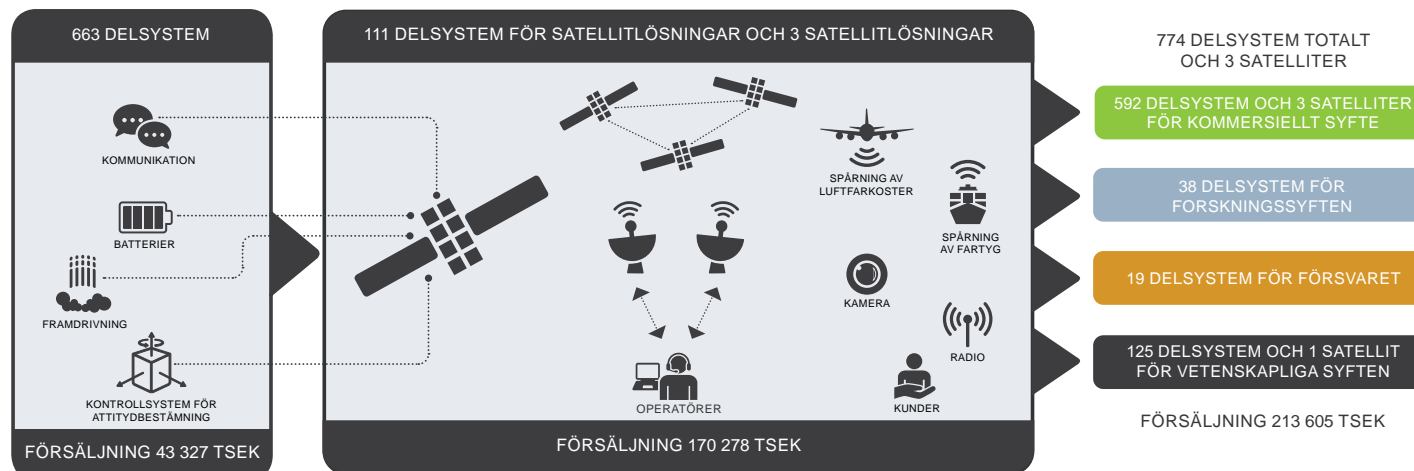 663 DELSYSTEM
KOMMUNIKATION
BATTERIER
FRAMDRIVNING
KONTROLLSYSTEM FÖR
ATTITYDBESTÄMNING
FÖRSÄLJNING 43 327 TSEK
111 DELSYSTEM FÖR SATELLITLÖSNINGAR OCH 3 SATELLITLÖSNINGAR
SPÅRNING AV
LUFTFARKOSTER
SPÅRNING
AV FARTYG
KAMERA
RADIO
OPERATÖRER
KUNDER
FÖRSÄLJNING 170 278 TSEK
774 DELSYSTEM TOTALT
OCH 3 SATELLITER
592 DELSYSTEM OCH 3 SATELLITER
FÖR KOMMERSIELLT SYFTE
38 DELSYSTEM FÖR
FORSKNINGSSYFTEN
19 DELSYSTEM FÖR FÖRSVARET
125 DELSYSTEM OCH 1 SATELLIT
FÖR VETENSKAPLIGA SYFTEN
FÖRSÄLJNING 213 605 TSEK